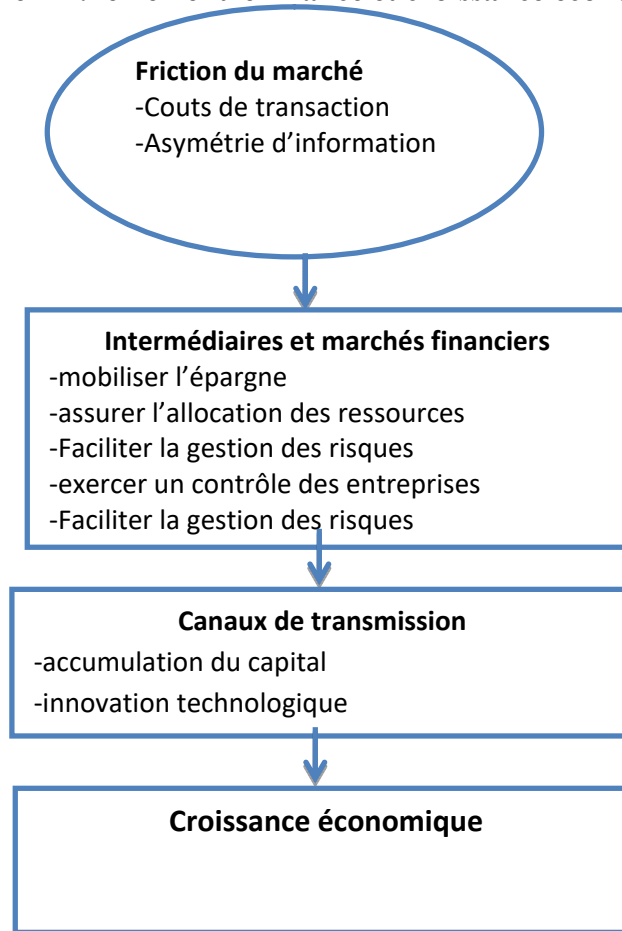 Friction du marché
-Couts de transaction
-Asymétrie d’information
Intermédiaires et marchés financiers
-mobiliser l’épargne
-assurer l’allocation des ressources
-Faciliter la gestion des risques
-exercer un contrôle des entreprises
-Faciliter la gestion des risques
Canaux de transmission
-accumulation du capital
-innovation technologique
Croissance économique